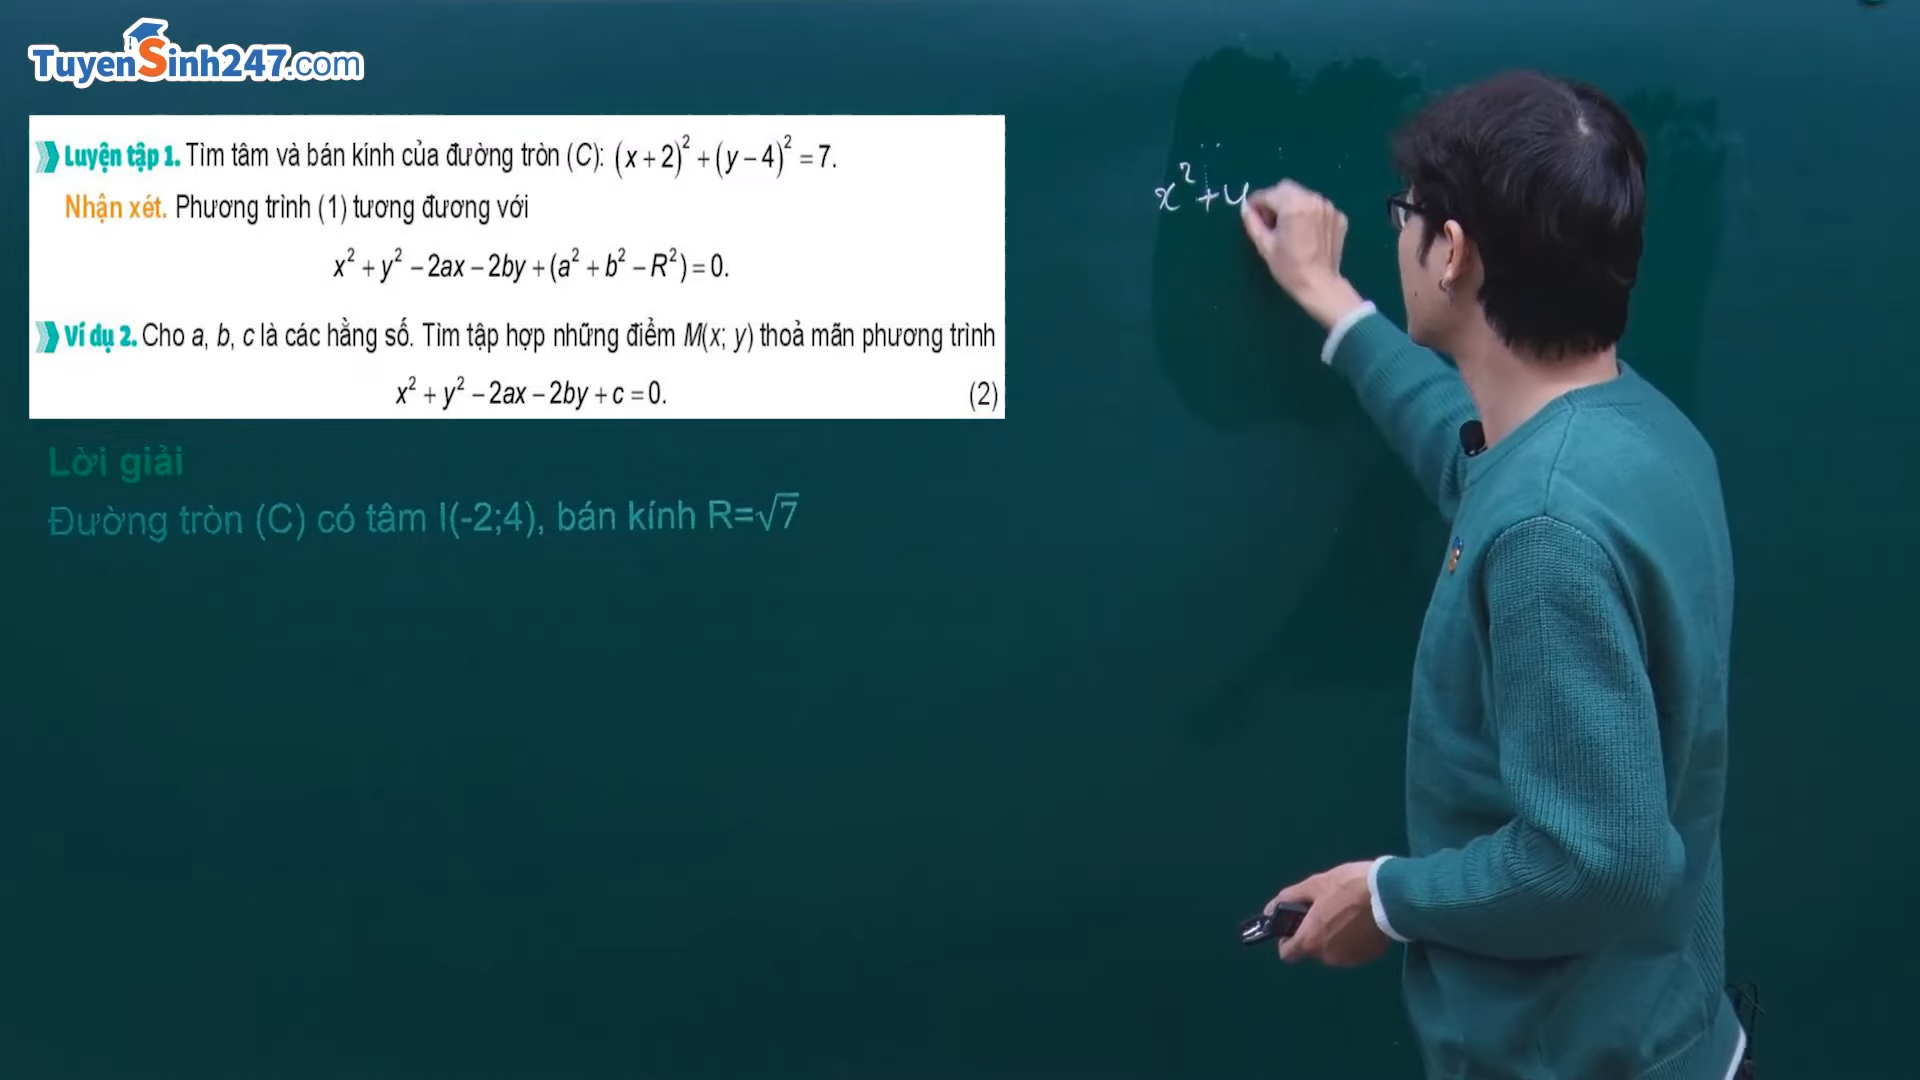 TuyenSinh247.com
Luyện tập 1. Tìm tâm và bán kính của đường tròn (C): (x + 2)² + (y – 4)² = 7.
Nhận xét. Phương trình (1) tương đương với
x² + y² – 2ax – 2by + (a² + b² – R²) = 0.
Ví dụ 2. Cho a, b, c là các hằng số. Tìm tập hợp những điểm M(x; y) thoả mãn phương trình
x² + y² – 2ax – 2by + c = 0. (2)
Lời giải
Đường tròn (C) có tâm I(-2;4), bán kính R=√7
x² + y